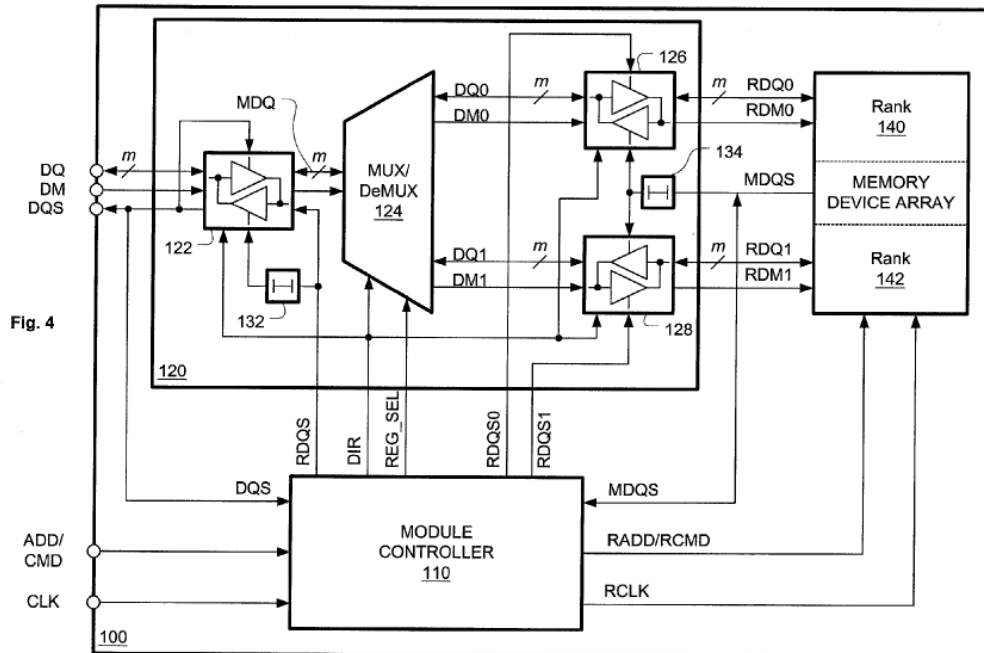 126
m
DQ0
DM0
m
RDQ0
RDM0
Rank
140
MDQ
134
DQ
m
m
MUX/
DeMUX
124
MDQS
MEMORY
DEVICE ARRAY
DM
DQS
122
DQ1
m
DM1
m
RDQ1
RDM1
Rank
142
132
128
Fig. 4
120
RDQS
DIR
REG_SEL
RDQS0
RDQS1
DQS
MDQS
ADD/
CMD
MODULE
CONTROLLER
110
RADD/RCMD
CLK
RCLK
100